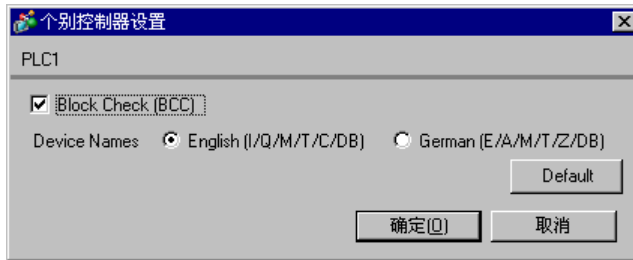 个别控制器设置
PLC1
Block Check (BCC)
Device Names English (I/Q/M/T/C/DB) German (E/A/M/T/Z/DB)
Default
确定(O) 取消